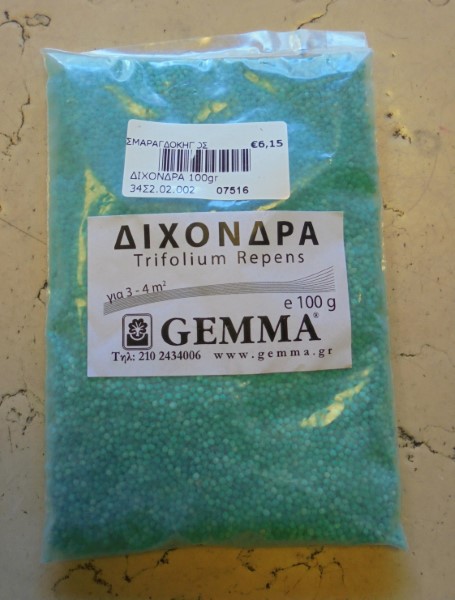 ΣΜΑΡΑΓΔΟΚΗΠΟΣ €6,15
ΔΙΧΟΝΔΡΑ 100gr
34Σ2.02.002 07516
ΔΙΧΟΝΔΡΑ
Trifolium Repens
για 3 - 4 m²
e 100 g
GEMMA®
Τηλ: 210 2434006 www.gemma.gr